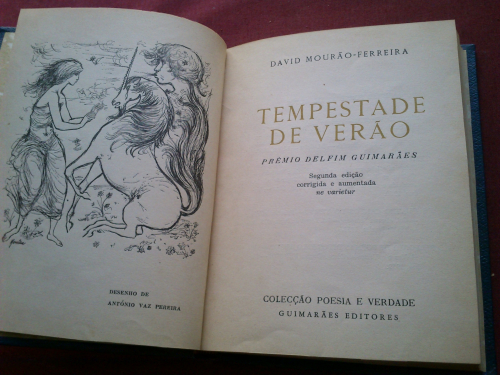 DESENHO DE
ANTÓNIO VAZ PEREIRA
DAVID MOURÃO-FERREIRA
TEMPESTADE
DE VERÃO
PRÉMIO DELFIM GUIMARÃES
Segunda edição
corrigida e aumentada
ne varietur
COLECÇÃO POESIA E VERDADE
GUIMARÃES EDITORES